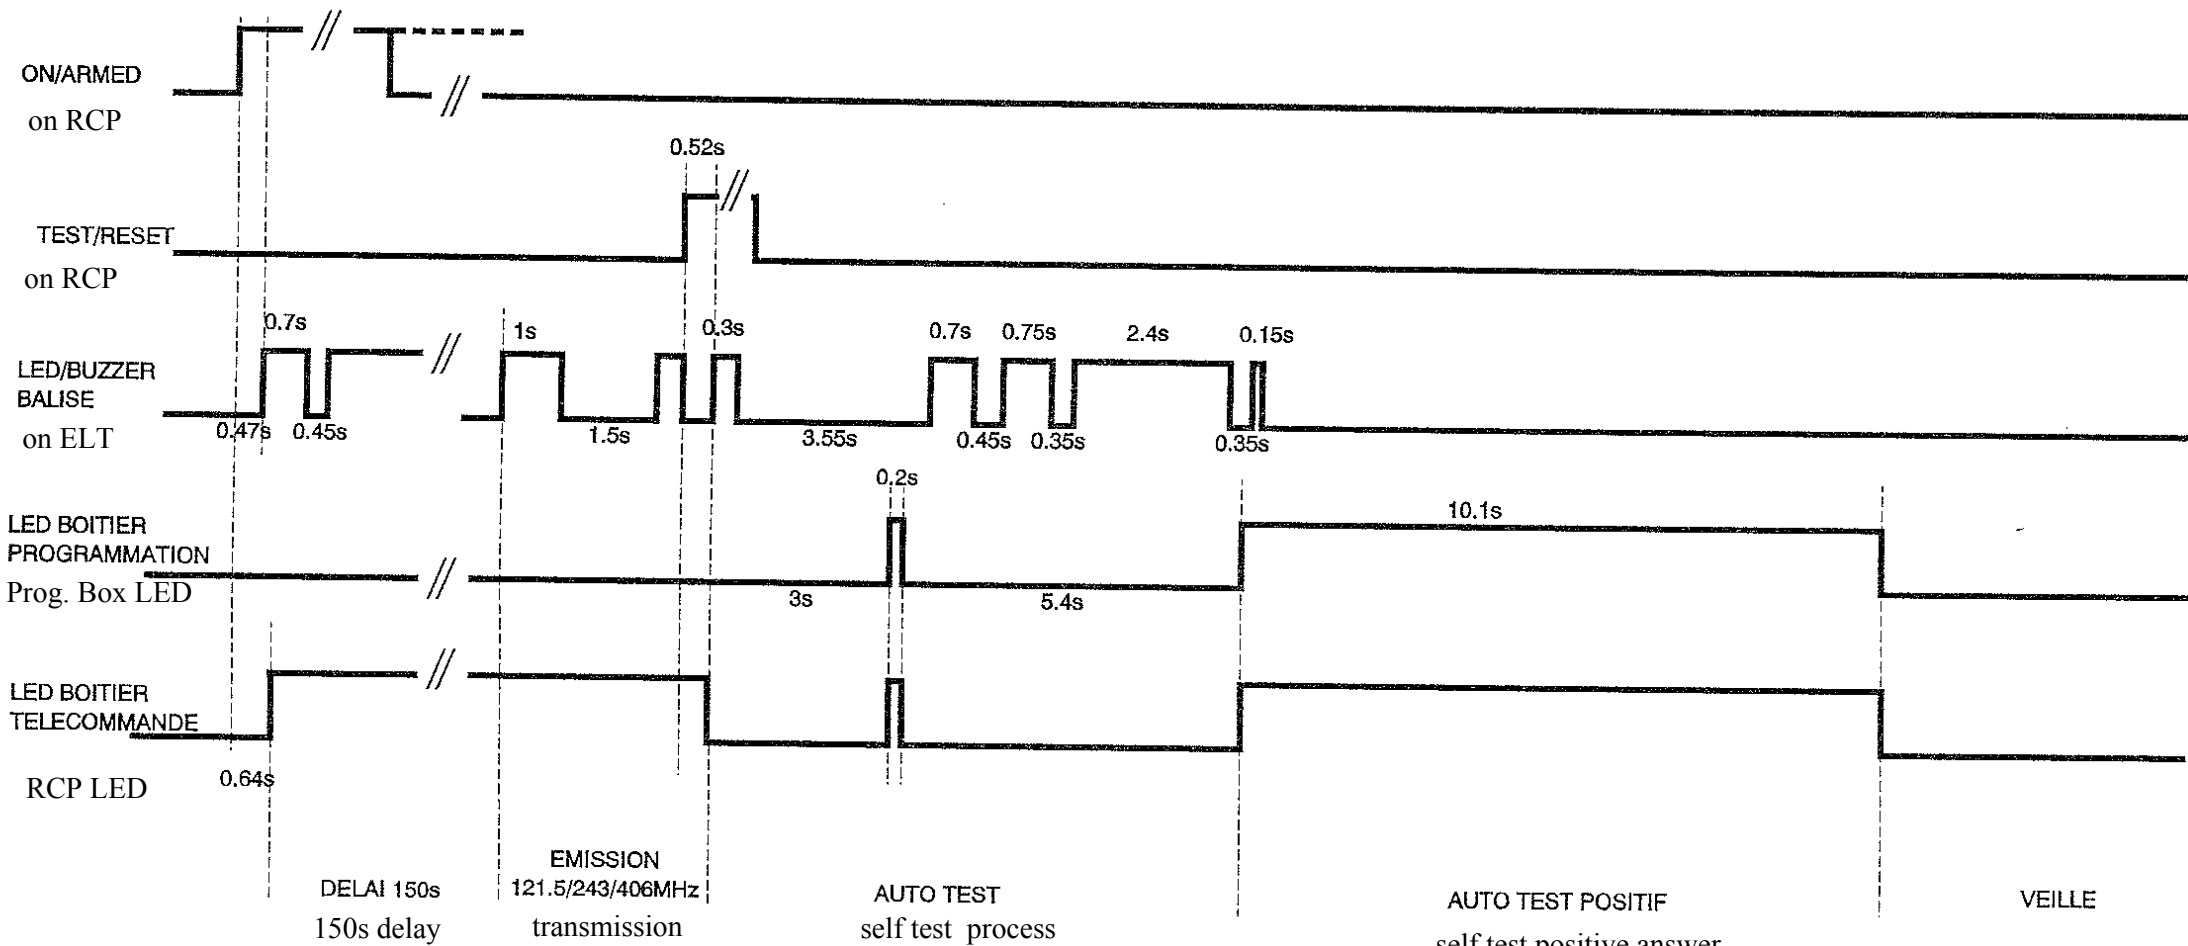 ON/ARMED
on RCP
0.52s
TEST/RESET
on RCP
0.7s
1s
0.3s
0.7s
0.75s
2.4s
0.15s
LED/BUZZER
BALISE
on ELT
0.47s
0.45s
1.5s
3.55s
0.45s
0.35s
0.35s
0.2s
LED BOITIER
PROGRAMMATION
Prog. Box LED
10.1s
3s
5.4s
LED BOITIER
TELECOMMANDE
RCP LED
0.64s
DELAI 150s
150s delay
EMISSION
121.5/243/406MHz
transmission
AUTO TEST
self test process
AUTO TEST POSITIF
self test positive answer
VEILLE